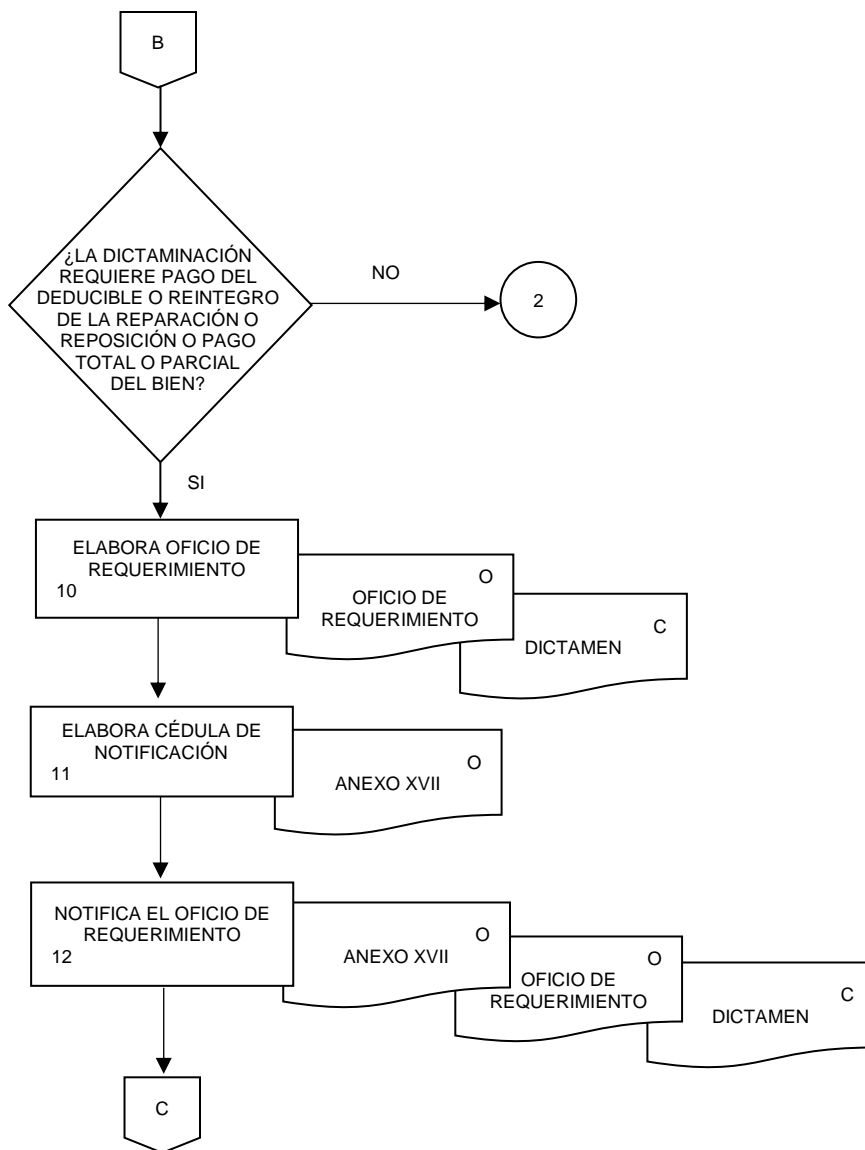 B
¿LA DICTAMINACIÓN
REQUIERE PAGO DEL
DEDUCIBLE O REINTEGRO
DE LA REPARACIÓN O
REPOSICIÓN O PAGO
TOTAL O PARCIAL
DEL BIEN?
NO
2
SI
ELABORA OFICIO DE
REQUERIMIENTO
10
O
OFICIO DE
REQUERIMIENTO
C
DICTAMEN
ELABORA CÉDULA DE
NOTIFICACIÓN
11
O
ANEXO XVII
NOTIFICA EL OFICIO DE
REQUERIMIENTO
12
O
ANEXO XVII
O
OFICIO DE
REQUERIMIENTO
C
DICTAMEN
C